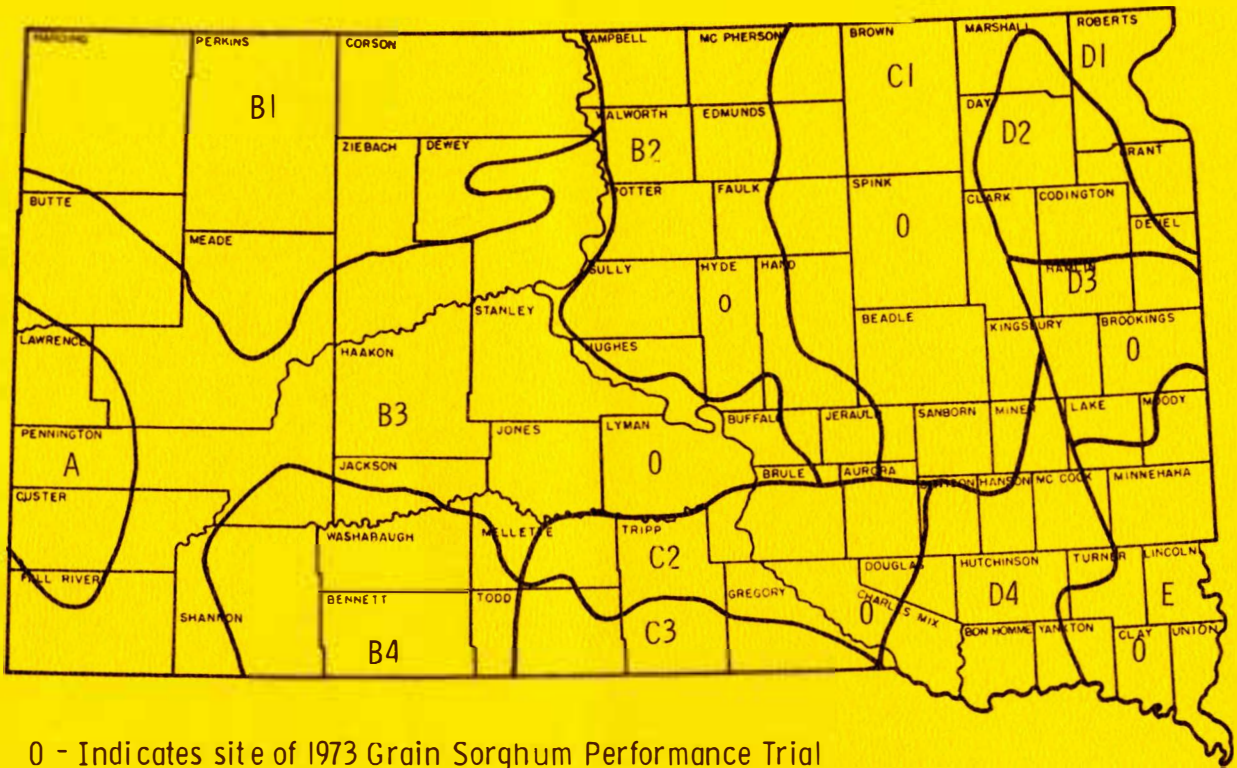 HARDING
PERKINS
CORSON
CAMPBELL
MC PHERSON
BROWN
MARSHALL
ROBERTS
B1
C1
D1
WALWORTH
EDMUNDS
DAY
B2
D2
ZIEBACH
DEWEY
GRANT
BUTTE
POTTER
FAULK
SPINK
CLARK
CODINGTON
DEUEL
0
MEADE
SULLY
HYDE
HAND
HAMLIN
0
D3
STANLEY
BEADLE
KINGSBURY
BROOKINGS
0
LAWRENCE
HAAKON
HUGHES
B3
PENNINGTON
A
JONES
LYMAN
0
BUFFALO
JERAULD
SANBORN
MINER
LAKE
MOODY
JACKSON
BRULE
AURORA
DAVISON
HANSON
MC COOK
MINNEHAHA
CUSTER
WASHABAUGH
MELLETTE
TRIPP
C2
DOUGLAS
HUTCHINSON
TURNER
LINCOLN
FALL RIVER
SHANNON
BENNETT
TODD
GREGORY
CHARLES MIX
0
D4
E
B4
C3
BON HOMME
YANKTON
CLAY
UNION
0
0 - Indicates site of 1973 Grain Sorghum Performance Trial